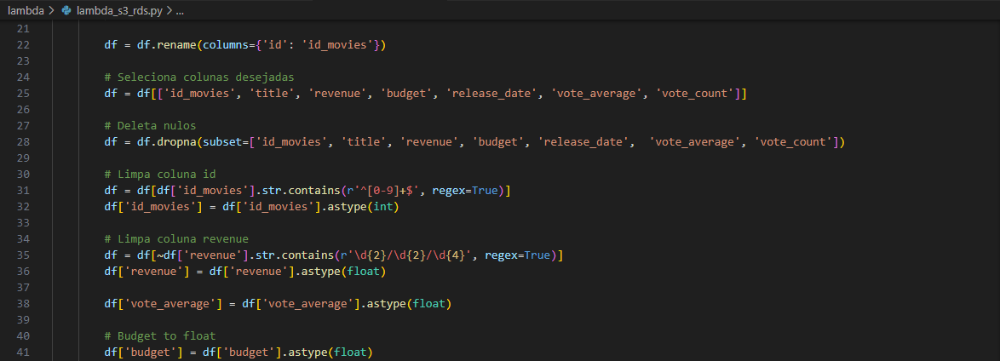 lambda > lambda_s3_rds.py > ...
21
22 df = df.rename(columns={'id': 'id_movies'})
23
24 # Seleciona colunas desejadas
25 df = df[['id_movies', 'title', 'revenue', 'budget', 'release_date', 'vote_average', 'vote_count']]
26
27 # Deleta nulos
28 df = df.dropna(subset=['id_movies', 'title', 'revenue', 'budget', 'release_date',  'vote_average', 'vote_count'])
29
30 # Limpa coluna id
31 df = df[df['id_movies'].str.contains(r'^[0-9]+$', regex=True)]
32 df['id_movies'] = df['id_movies'].astype(int)
33
34 # Limpa coluna revenue
35 df = df[~df['revenue'].str.contains(r'\d{2}/\d{2}/\d{4}', regex=True)]
36 df['revenue'] = df['revenue'].astype(float)
37
38 df['vote_average'] = df['vote_average'].astype(float)
39
40 # Budget to float
41 df['budget'] = df['budget'].astype(float)